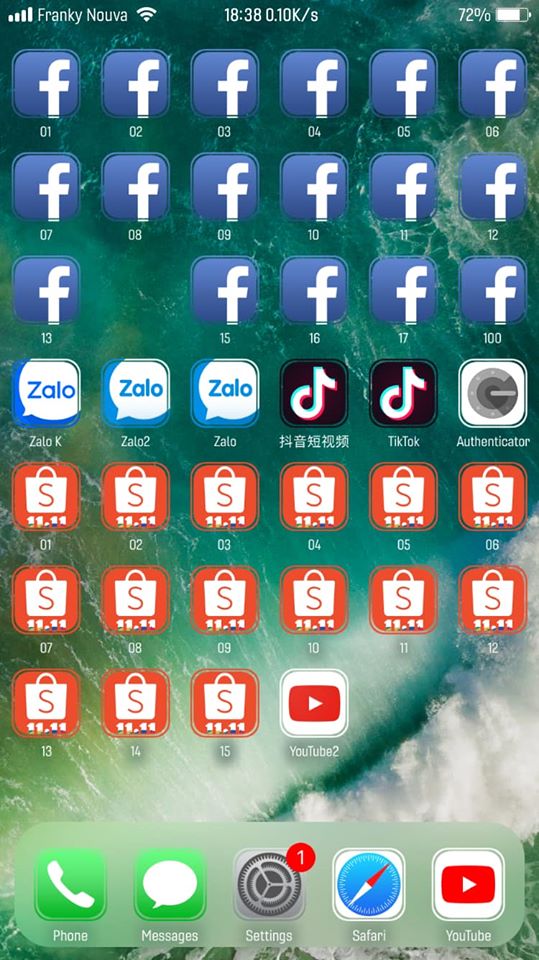 Franky Nouva 18:38 0.10K/s 72%
01 02 03 04 05 06
07 08 09 10 11 12
13 15 16 17 100
Zalo Zalo Zalo
Zalo K Zalo2 Zalo 抖音短视频 TikTok Authenticator
S S S S S S
11.11 11.11 11.11 11.11 11.11 11.11
01 02 03 04 05 06
S S S S S S
11.11 11.11 11.11 11.11 11.11 11.11
07 08 09 10 11 12
S S S
11.11 11.11 11.11
13 14 15 YouTube2
1
Phone Messages Settings Safari YouTube